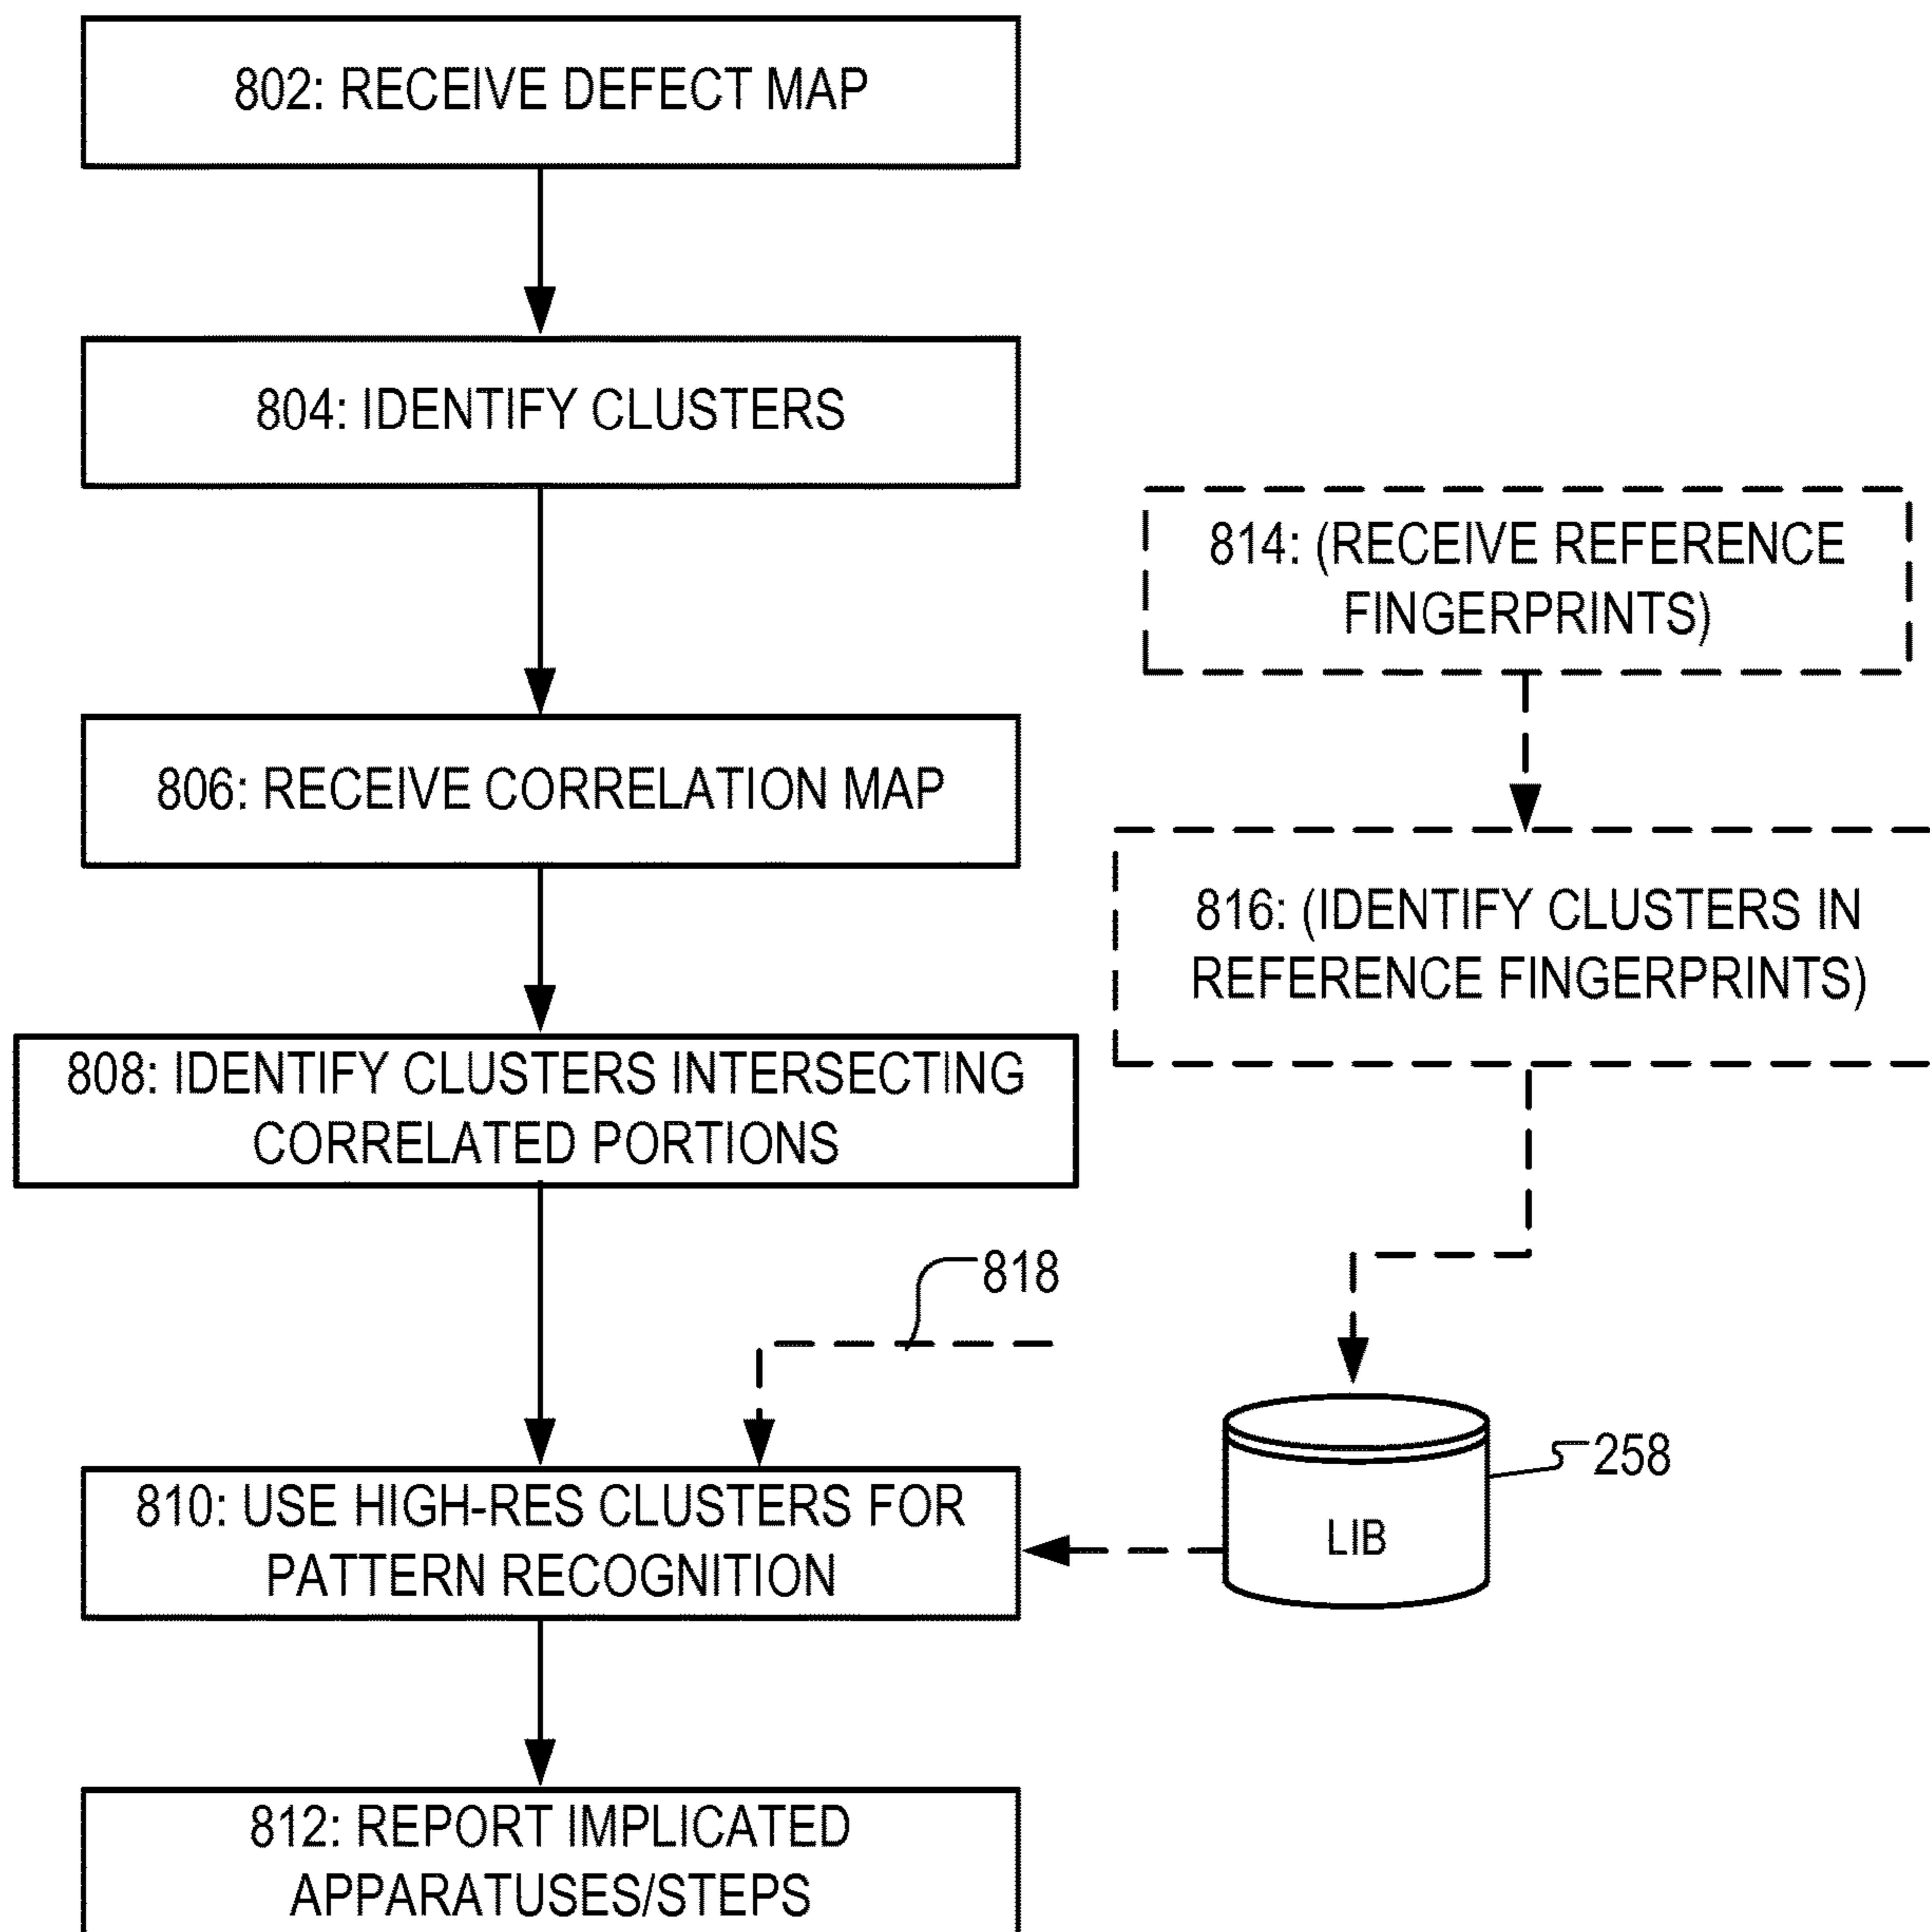 802: RECEIVE DEFECT MAP
804: IDENTIFY CLUSTERS
814: (RECEIVE REFERENCE
FINGERPRINTS)
806: RECEIVE CORRELATION MAP
816: (IDENTIFY CLUSTERS IN
REFERENCE FINGERPRINTS)
808: IDENTIFY CLUSTERS INTERSECTING
CORRELATED PORTIONS
818
258
810: USE HIGH-RES CLUSTERS FOR
PATTERN RECOGNITION
LIB
812: REPORT IMPLICATED
APPARATUSES/STEPS